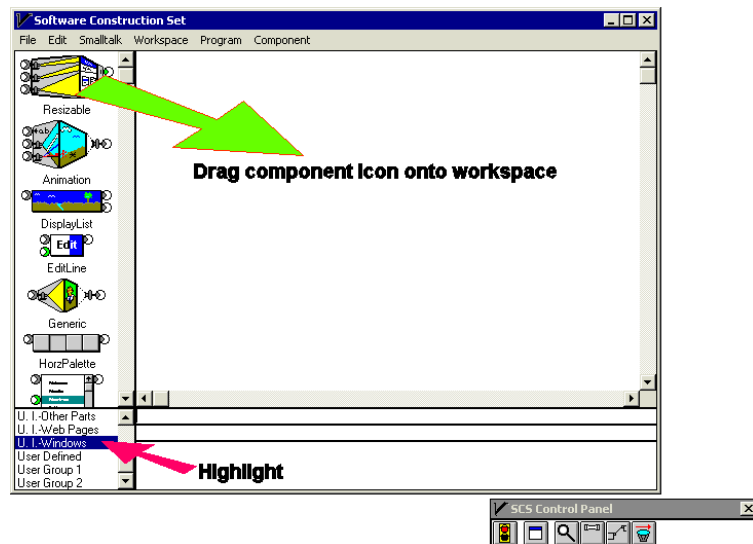 Software Construction Set
File Edit Smalltalk Workspace Program Component
Resizable
Animation
Drag component icon onto workspace
DisplayList
Edit
EditLine
Generic
HorzPalette
U. I.-Other Parts
U. I.-Web Pages
U. I.-Windows
User Defined
User Group 1
User Group 2
Highlight
SCS Control Panel